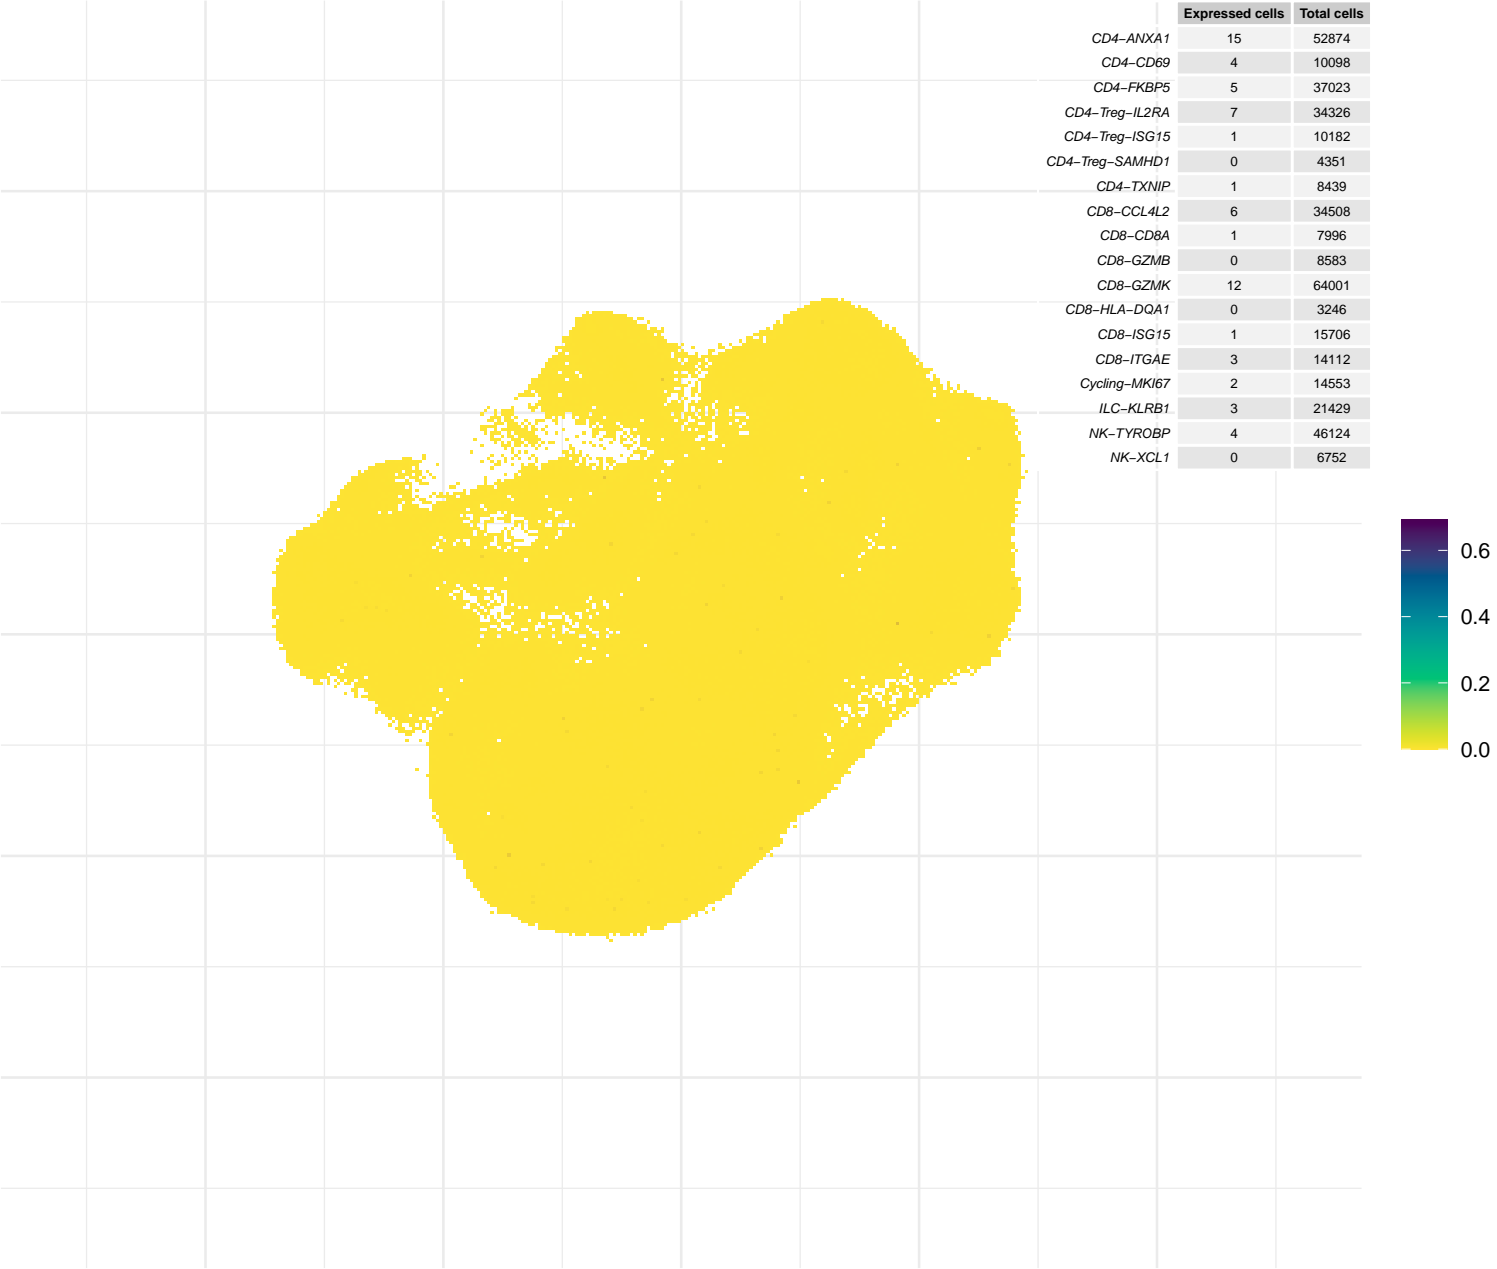 Expressed cells Total cells
CD4−ANXA1 15 52874
CD4−CD69 4 10098
CD4−FKBP5 5 37023
CD4−Treg−IL2RA 7 34326
CD4−Treg−ISG15 1 10182
CD4−Treg−SAMHD1 0 4351
CD4−TXNIP 1 8439
CD8−CCL4L2 6 34508
CD8−CD8A 1 7996
CD8−GZMB 0 8583
CD8−GZMK 12 64001
CD8−HLA−DQA1 0 3246
CD8−ISG15 1 15706
CD8−ITGAE 3 14112
Cycling−MKI67 2 14553
ILC−KLRB1 3 21429
NK−TYROBP 4 46124
NK−XCL1 0 6752
0.6
0.4
0.2
0.0